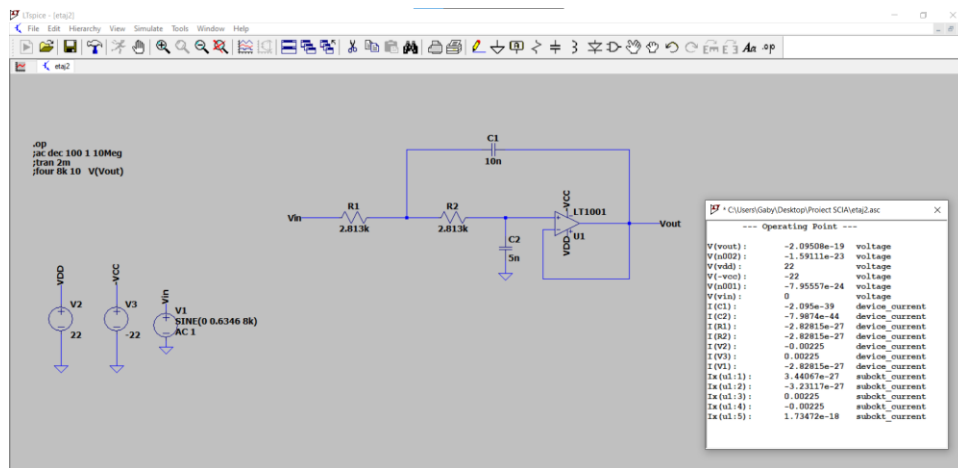 LTspice - [etaj2]
File Edit Hierarchy View Simulate Tools Window Help
Aa .op
etaj2
.op
;ac dec 100 1 10Meg
;tran 2m
;four 8k 10 V(Vout)
C1
10n
Vin
R1
2.813k
R2
2.813k
C2
5n
-VCC
LT1001
U1
VDD
Vout
VDD
V2
22
-VCC
V3
-22
Vin
V1
SINE(0 0.6346 8k)
AC 1
* C:\Users\Gaby\Desktop\Proiect SCIA\etaj2.asc
--- Operating Point ---
V(vout): -2.09508e-19 voltage
V(n002): -1.59111e-23 voltage
V(vdd): 22 voltage
V(-vcc): -22 voltage
V(n001): -7.95557e-24 voltage
V(vin): 0 voltage
I(C1): -2.095e-39 device_current
I(C2): -7.9874e-44 device_current
I(R1): -2.82815e-27 device_current
I(R2): -2.82815e-27 device_current
I(V2): -0.00225 device_current
I(V3): 0.00225 device_current
I(V1): -2.82815e-27 device_current
Ix(u1:1): 3.44067e-27 subckt_current
Ix(u1:2): -3.23117e-27 subckt_current
Ix(u1:3): 0.00225 subckt_current
Ix(u1:4): -0.00225 subckt_current
Ix(u1:5): 1.73472e-18 subckt_current